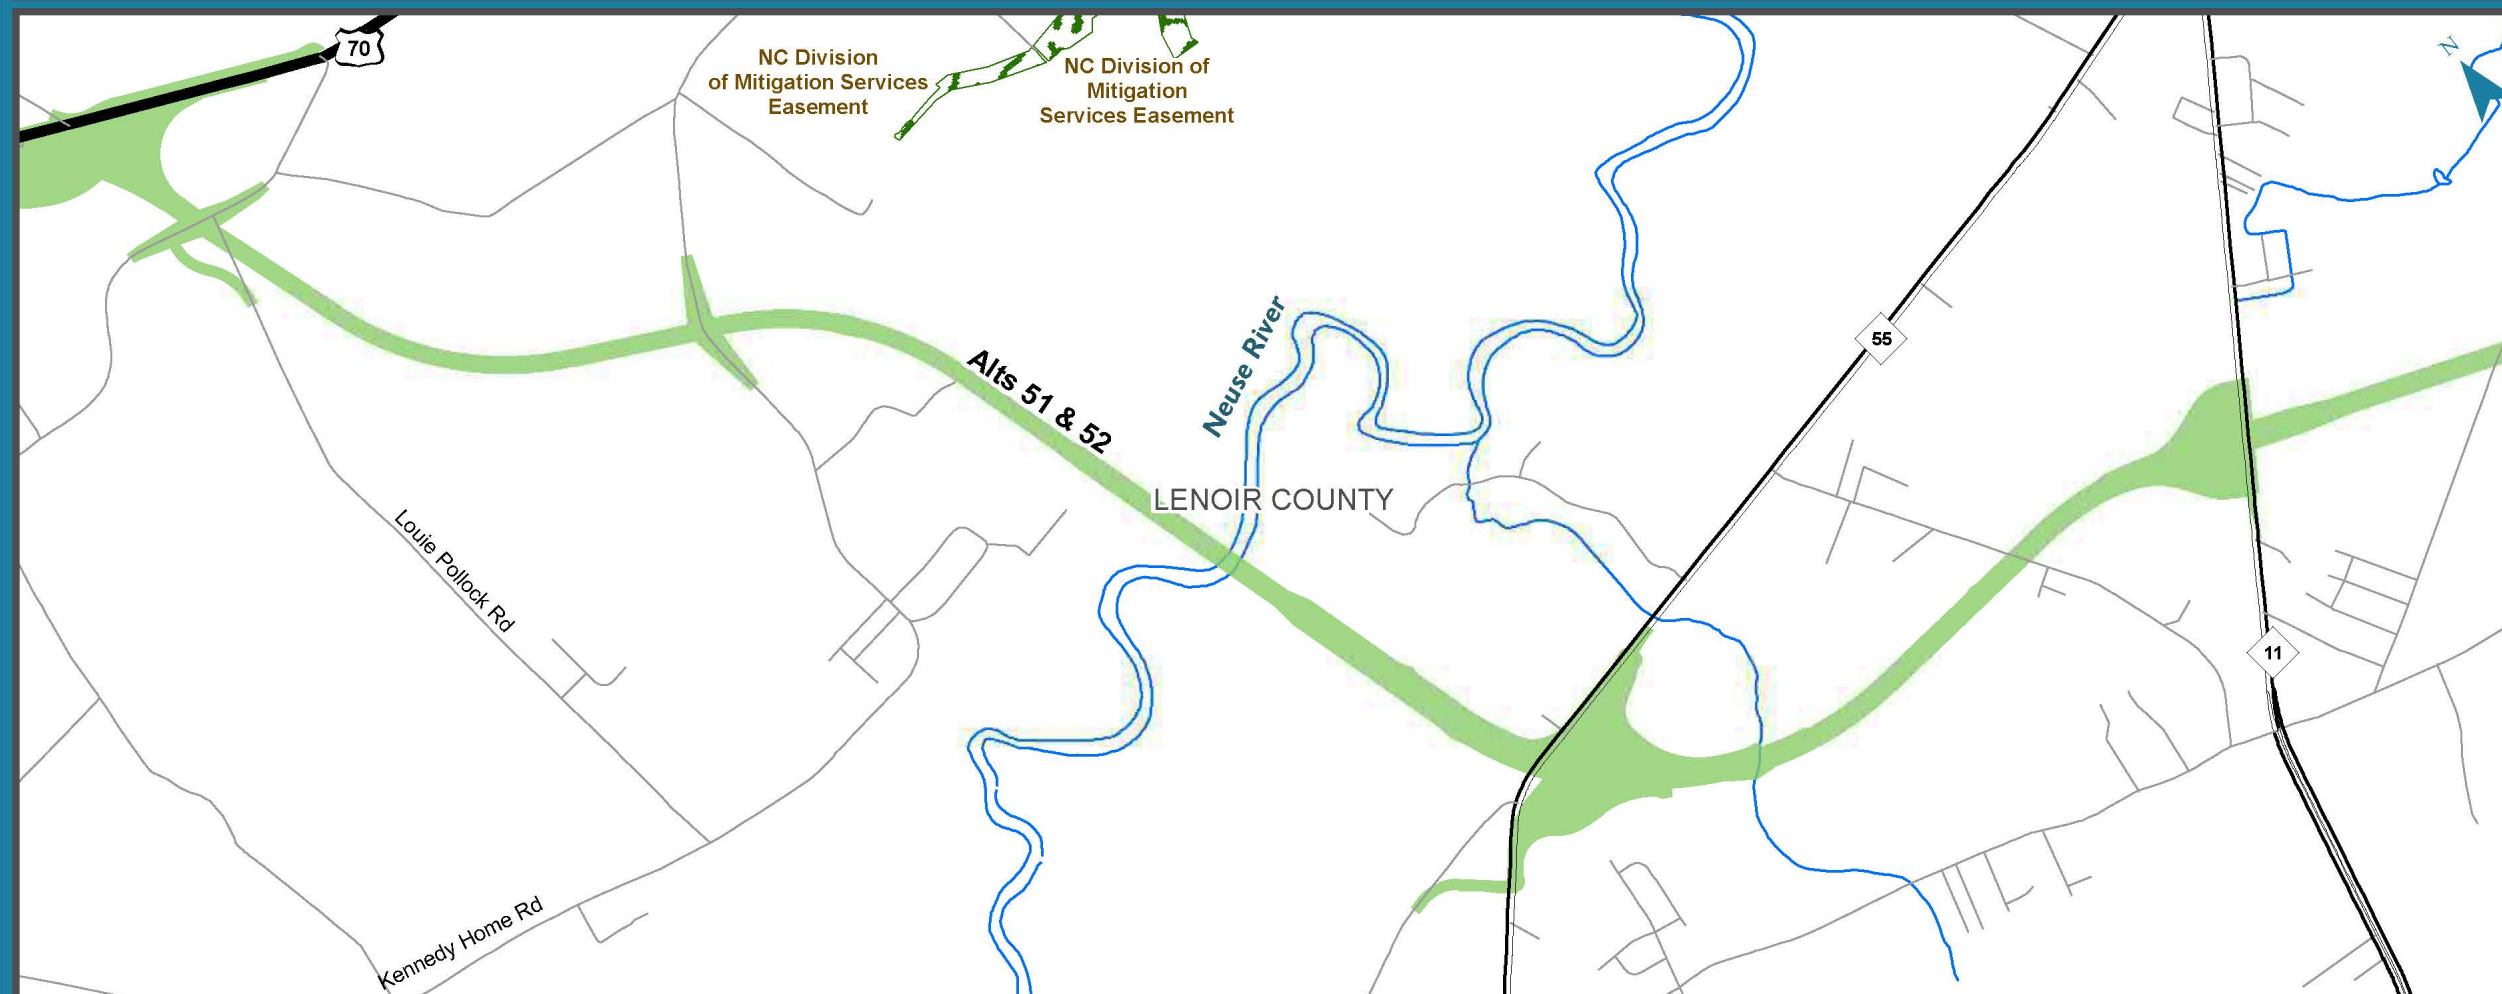 70
NC Division
of Mitigation Services
Easement
NC Division of
Mitigation
Services Easement
N
Neuse River
55
Alts 51 & 52
LENOIR COUNTY
Louie Pollock Rd
11
Kennedy Home Rd